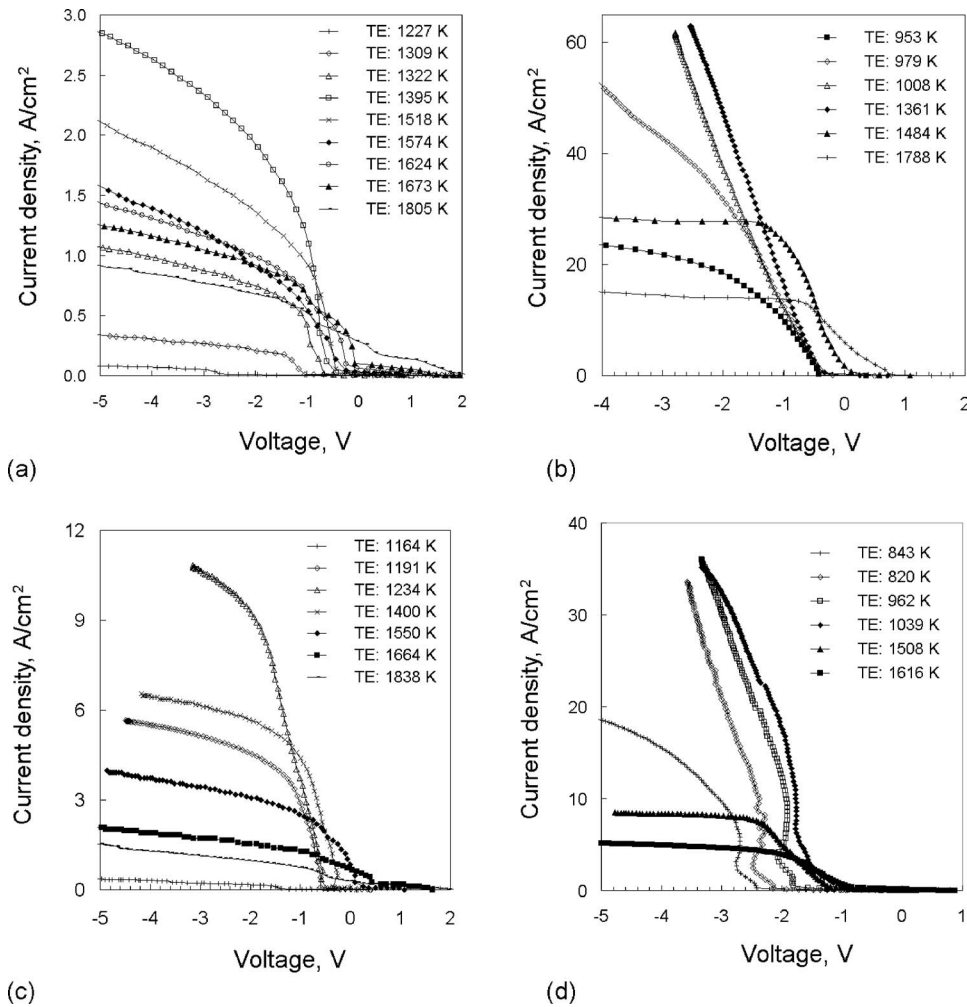 3.0
2.5
2.0
1.5
1.0
0.5
0.0
Current density, A/cm²
-5 -4 -3 -2 -1 0 1 2
Voltage, V
TE: 1227 K
TE: 1309 K
TE: 1322 K
TE: 1395 K
TE: 1518 K
TE: 1574 K
TE: 1624 K
TE: 1673 K
TE: 1805 K
(a)
60
40
20
0
Current density, A/cm²
-4 -3 -2 -1 0 1 2
Voltage, V
TE: 953 K
TE: 979 K
TE: 1008 K
TE: 1361 K
TE: 1484 K
TE: 1788 K
(b)
12
9
6
3
0
Current density, A/cm²
-5 -4 -3 -2 -1 0 1 2
Voltage, V
TE: 1164 K
TE: 1191 K
TE: 1234 K
TE: 1400 K
TE: 1550 K
TE: 1664 K
TE: 1838 K
(c)
40
30
20
10
0
Current density, A/cm²
-5 -4 -3 -2 -1 0 1
Voltage, V
TE: 843 K
TE: 820 K
TE: 962 K
TE: 1039 K
TE: 1508 K
TE: 1616 K
(d)